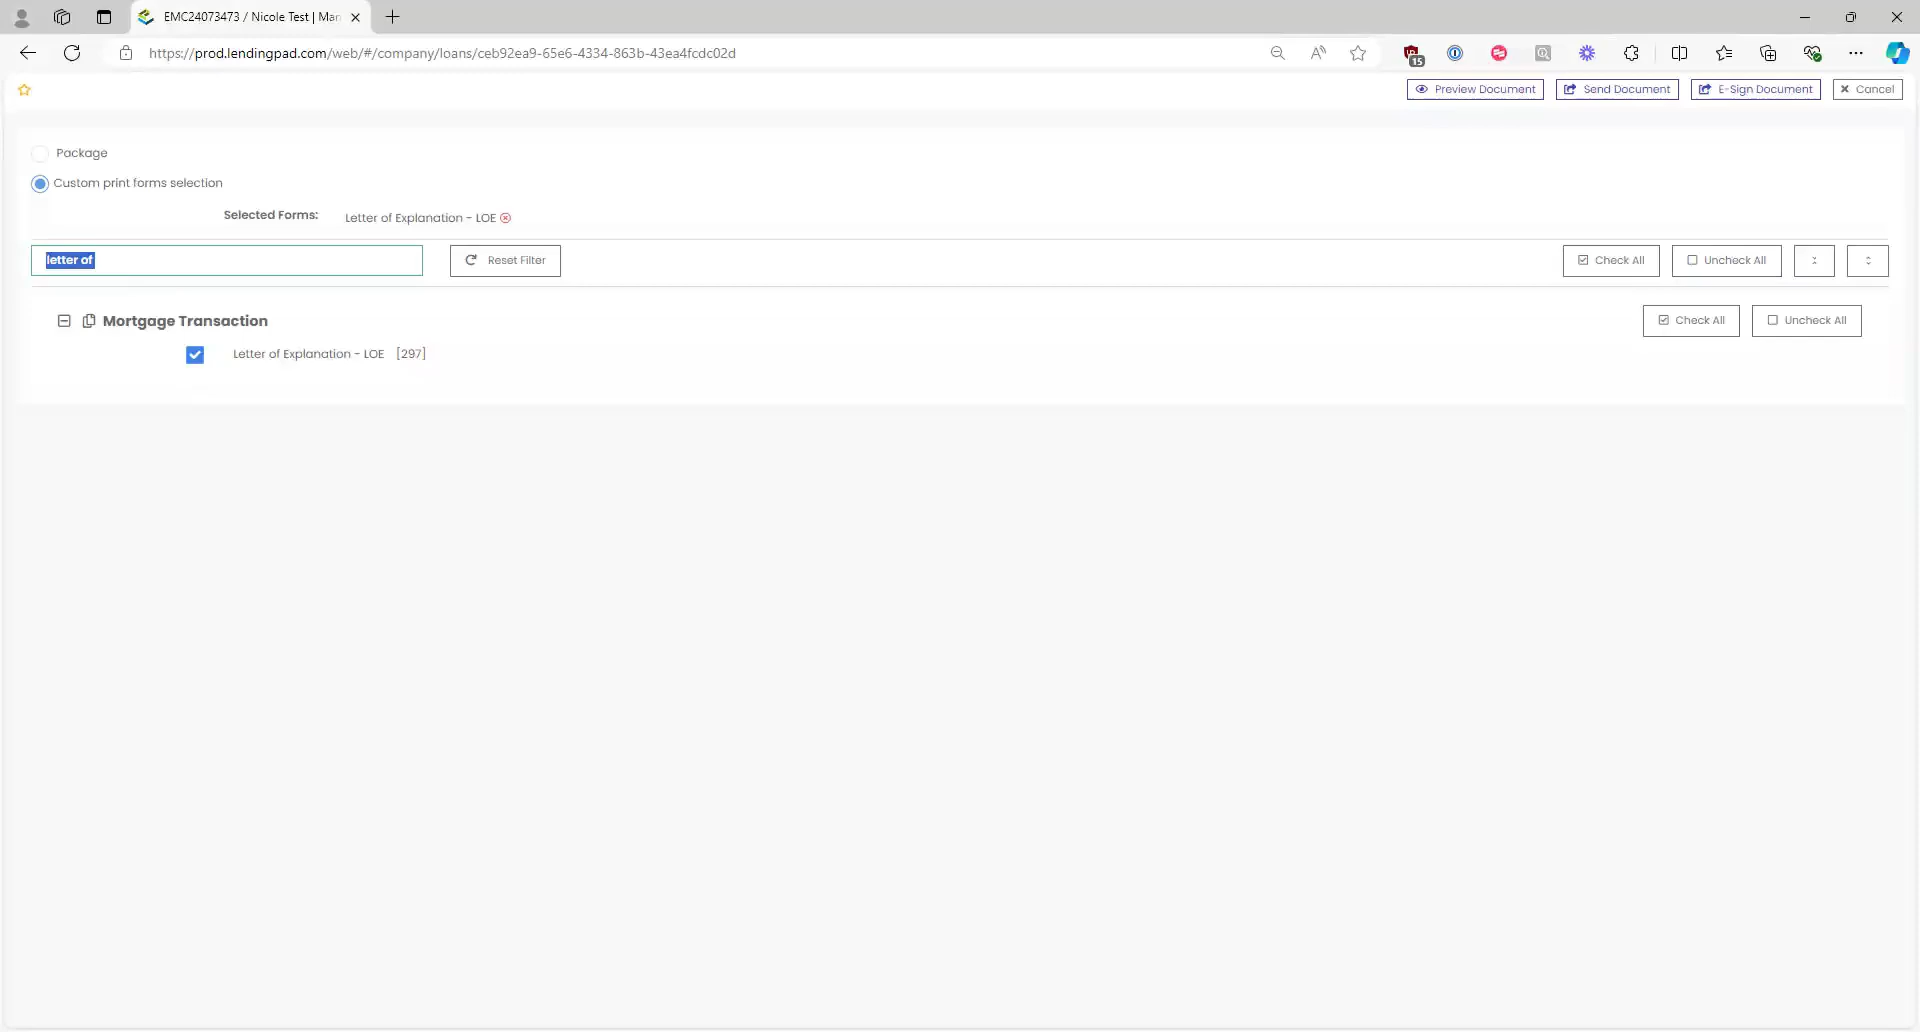 EMC24073473 / Nicole Test | Man
15
https://prod.lendingpad.com/web/#/company/loans/ceb92ea9-65e6-4334-863b-43ea4fcdc02d
Preview Document
Send Document
E-Sign Document
Cancel
Package
Custom print forms selection
Selected Forms: Letter of Explanation - LOE
letter of
Reset Filter
Check All
Uncheck All
Mortgage Transaction
Check All
Uncheck All
Letter of Explanation - LOE [297]